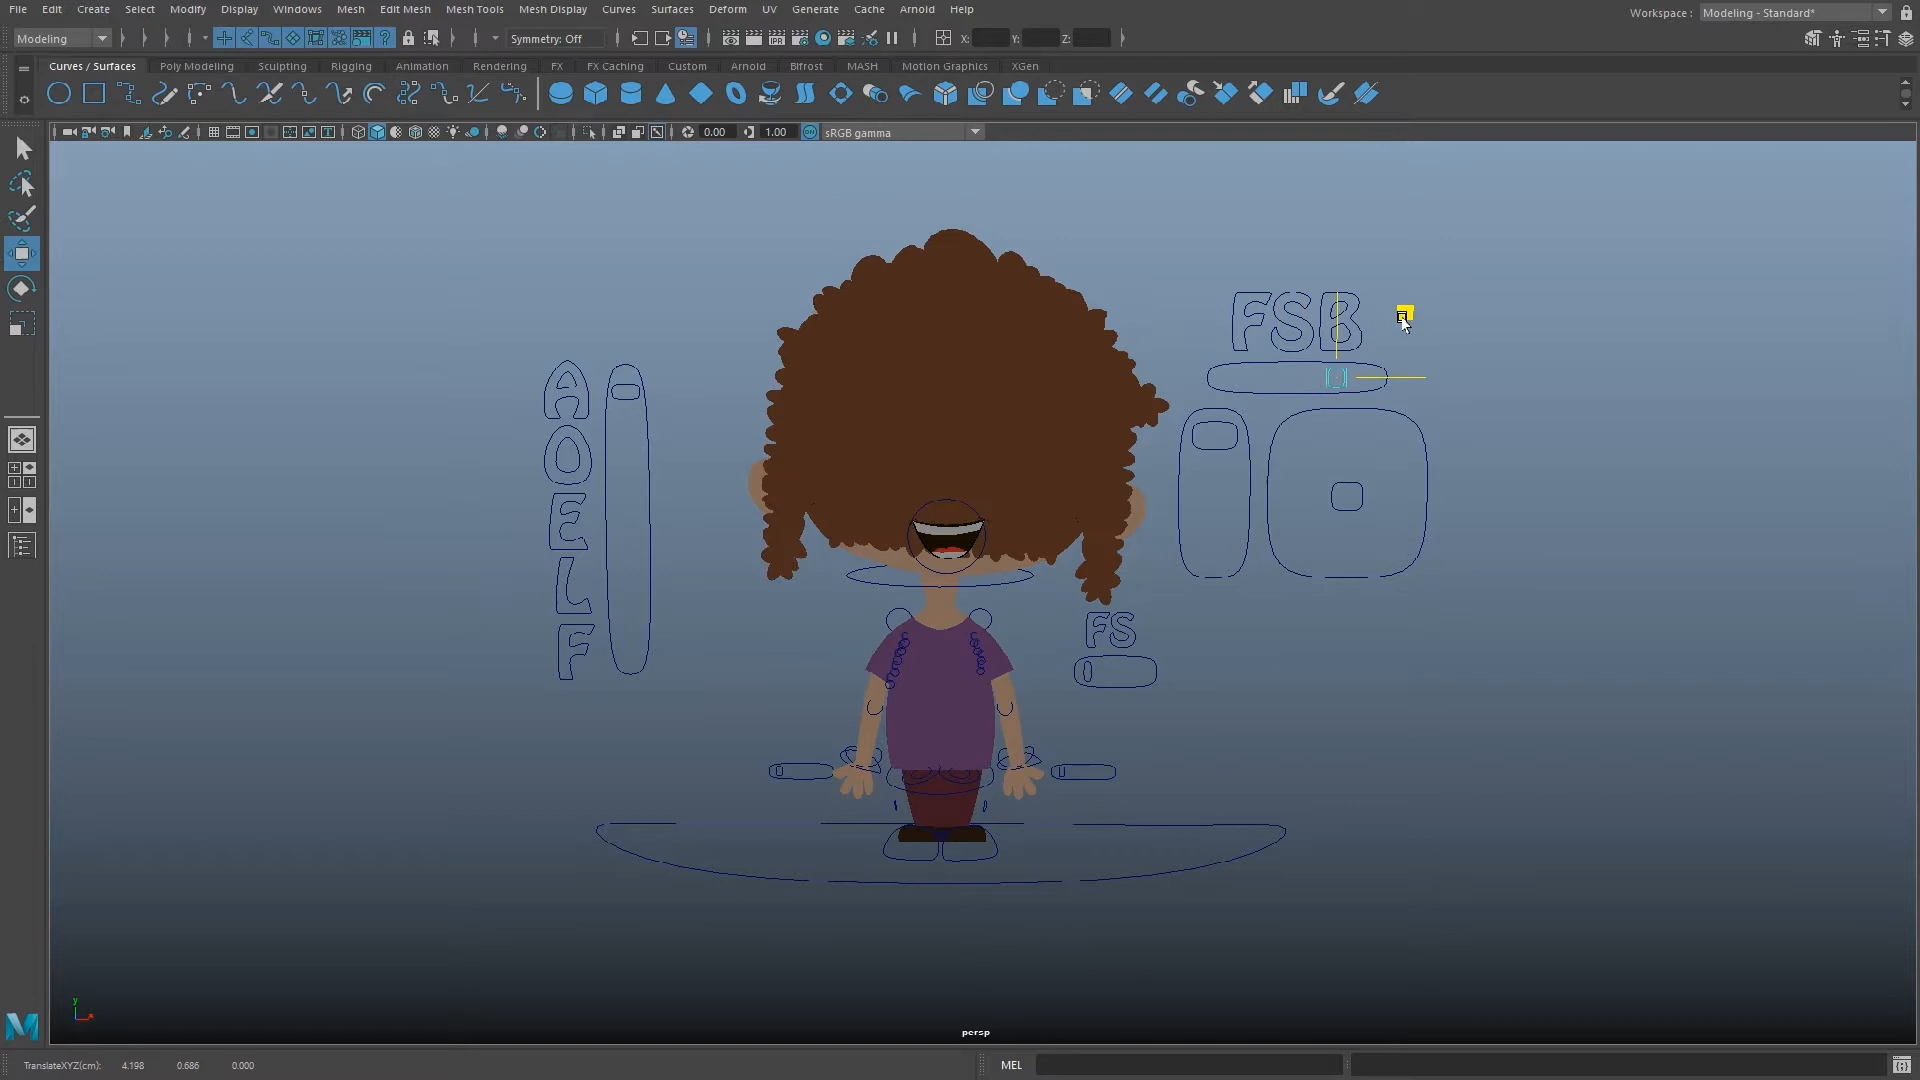 File Edit Create Select Modify Display Windows Mesh Edit Mesh Mesh Tools Mesh Display Curves Surfaces Deform UV Generate Cache Arnold Help
Workspace : Modeling - Standard*
Modeling
Symmetry: Off
X: Y: Z:
Curves / Surfaces Poly Modeling Sculpting Rigging Animation Rendering FX FX Caching Custom Arnold Bifrost MASH Motion Graphics XGen
IPR
0.00 1.00 ON sRGB gamma
FSB
A
O
E
L
F
FS
y
persp
TranslateXYZ(cm): 4.198 0.686 0.000
MEL